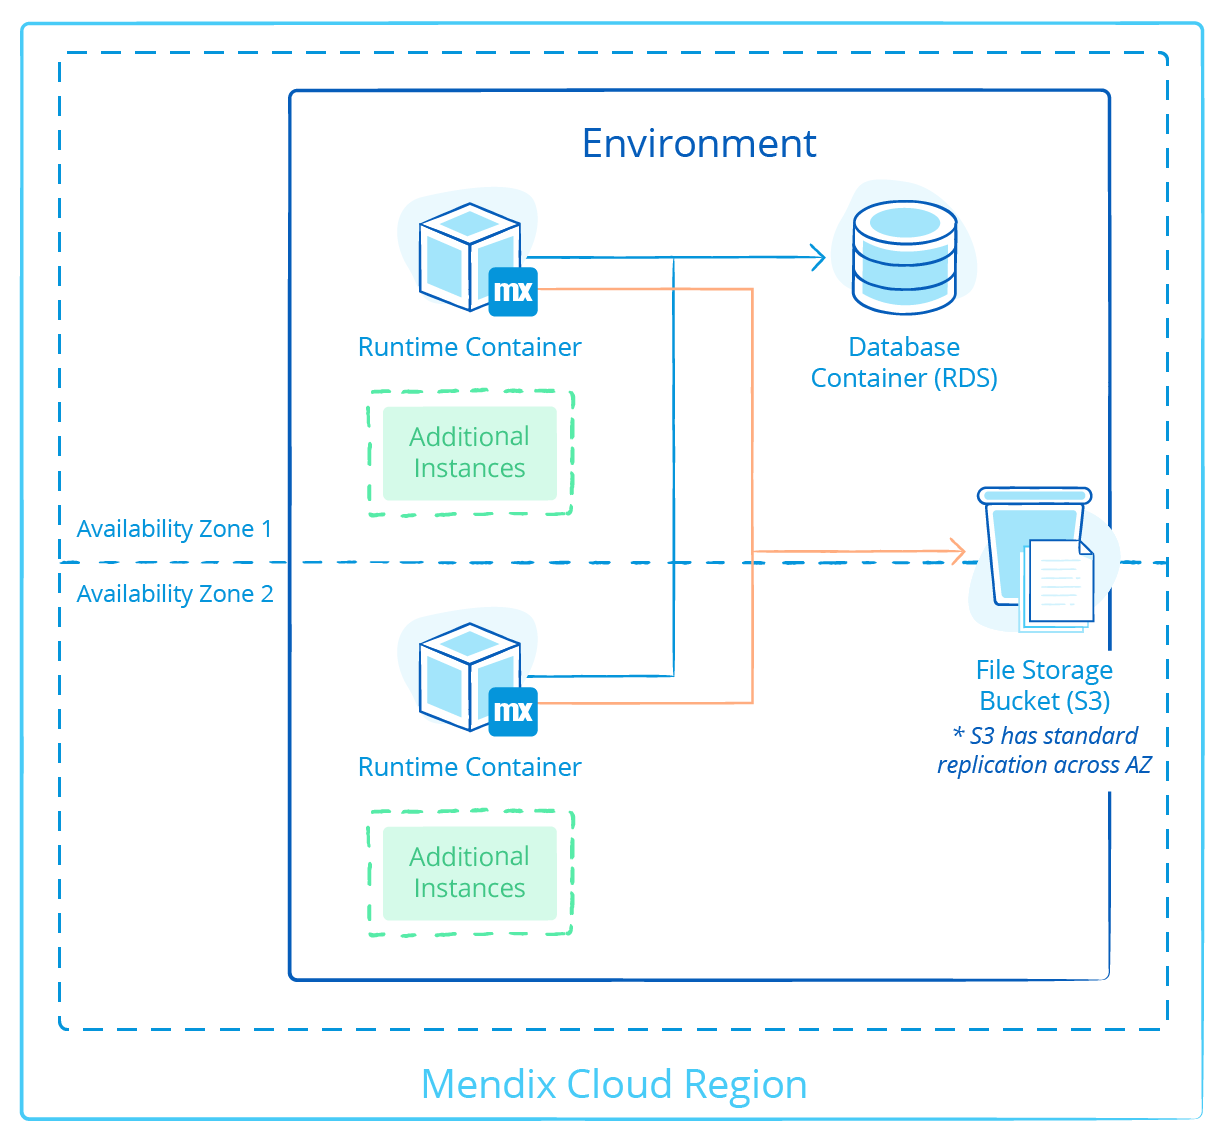 Environment
mx
Runtime Container
Database
Container (RDS)
Additional
Instances
Availability Zone 1
Availability Zone 2
mx
Runtime Container
File Storage
Bucket (S3)
* S3 has standard
replication across AZ
Additional
Instances
Mendix Cloud Region